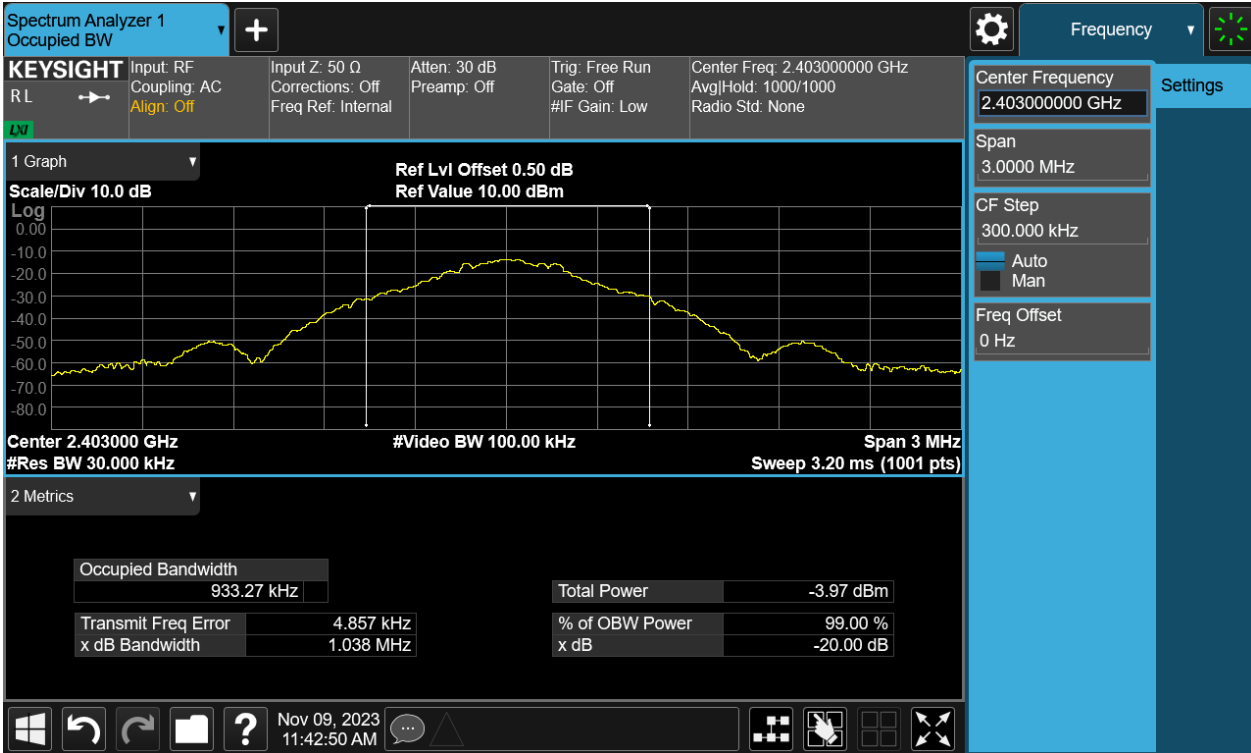 Spectrum Analyzer 1
Occupied BW
+
Frequency
KEYSIGHT
R L
LXI
Input: RF
Coupling: AC
Align: Off
Input Z: 50 Ω
Corrections: Off
Freq Ref: Internal
Atten: 30 dB
Preamp: Off
Trig: Free Run
Gate: Off
#IF Gain: Low
Center Freq: 2.403000000 GHz
Avg|Hold: 1000/1000
Radio Std: None
Center Frequency
2.403000000 GHz
Settings
Span
3.0000 MHz
CF Step
300.000 kHz
Auto
Man
Freq Offset
0 Hz
1 Graph
Scale/Div 10.0 dB
Ref Lvl Offset 0.50 dB
Ref Value 10.00 dBm
Log
0.00
-10.0
-20.0
-30.0
-40.0
-50.0
-60.0
-70.0
-80.0
Center 2.403000 GHz
#Video BW 100.00 kHz
Span 3 MHz
#Res BW 30.000 kHz
Sweep 3.20 ms (1001 pts)
2 Metrics
Occupied Bandwidth
933.27 kHz
Total Power -3.97 dBm
Transmit Freq Error 4.857 kHz
% of OBW Power 99.00 %
x dB Bandwidth 1.038 MHz
x dB -20.00 dB
?
Nov 09, 2023
11:42:50 AM